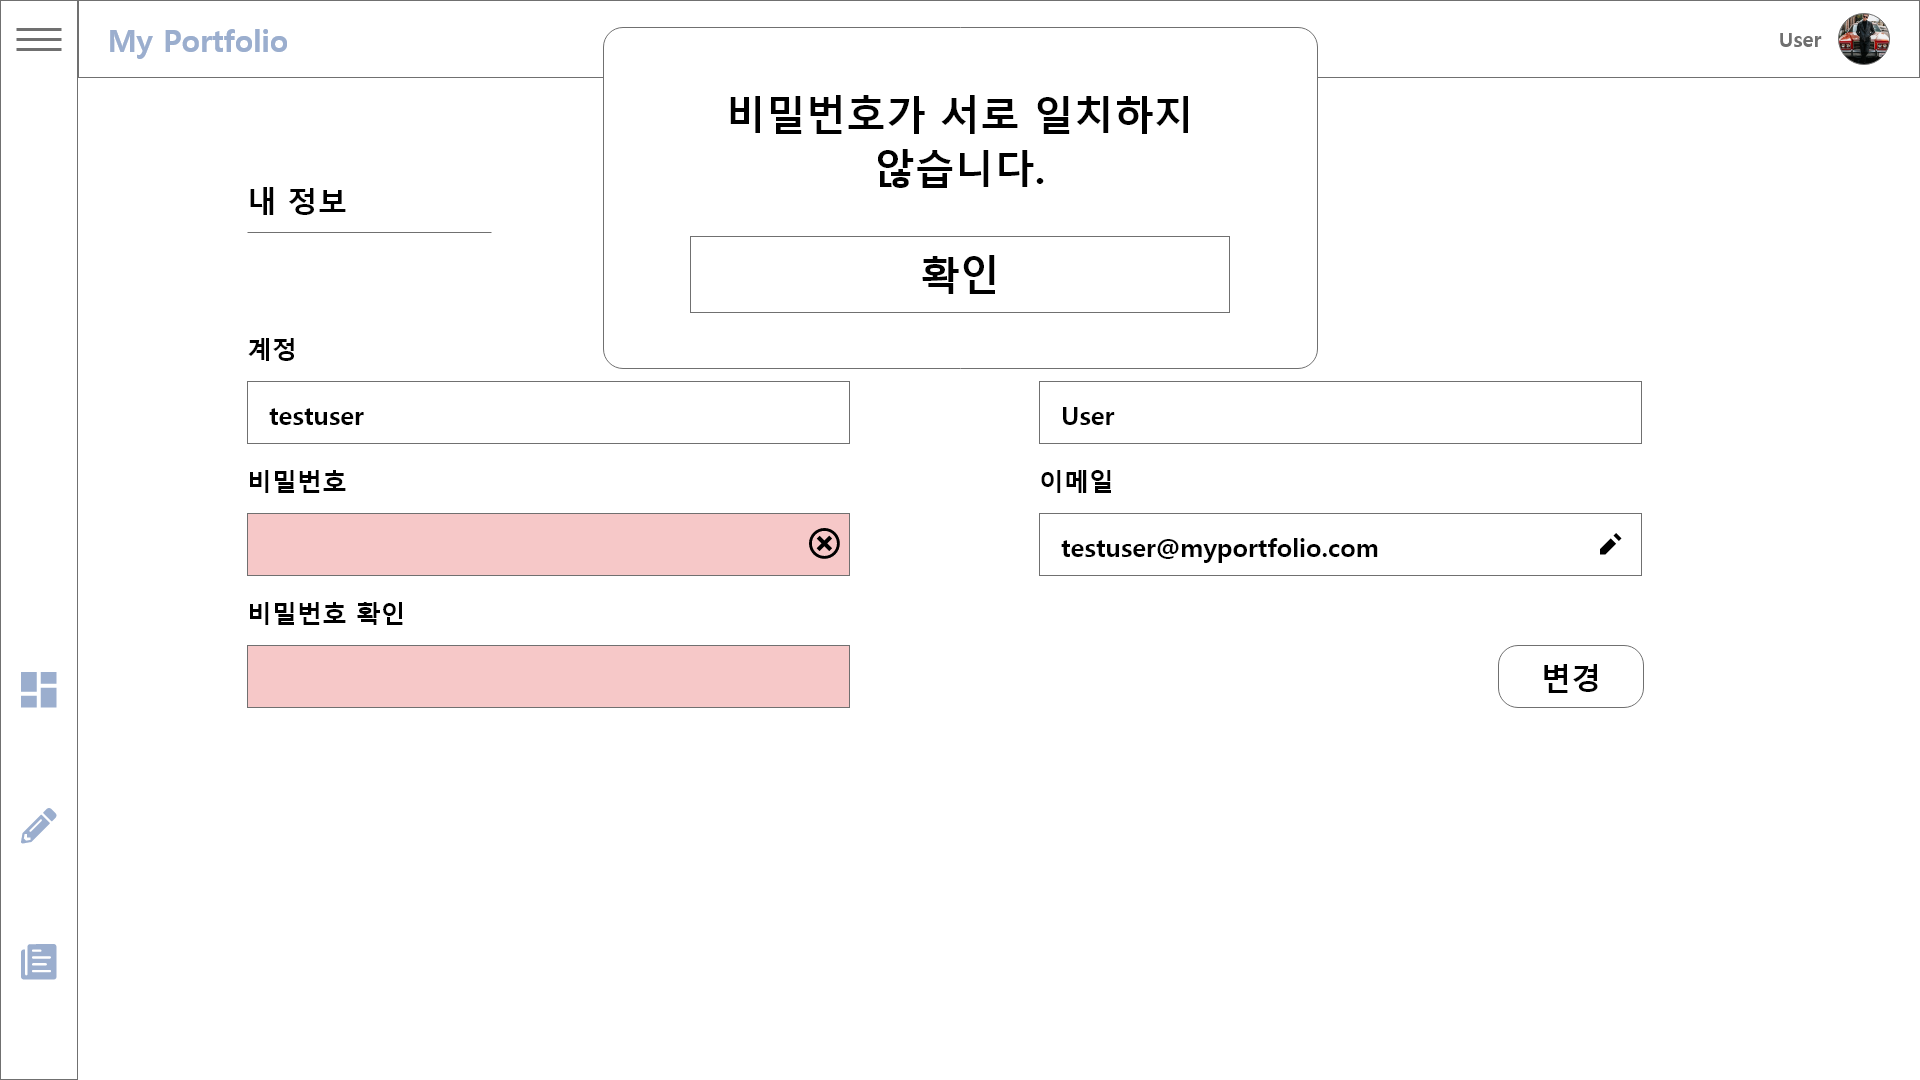 My Portfolio
User
비밀번호가 서로 일치하지
않습니다.
확인
내 정보
계정
testuser
User
비밀번호
이메일
testuser@myportfolio.com
비밀번호 확인
변경